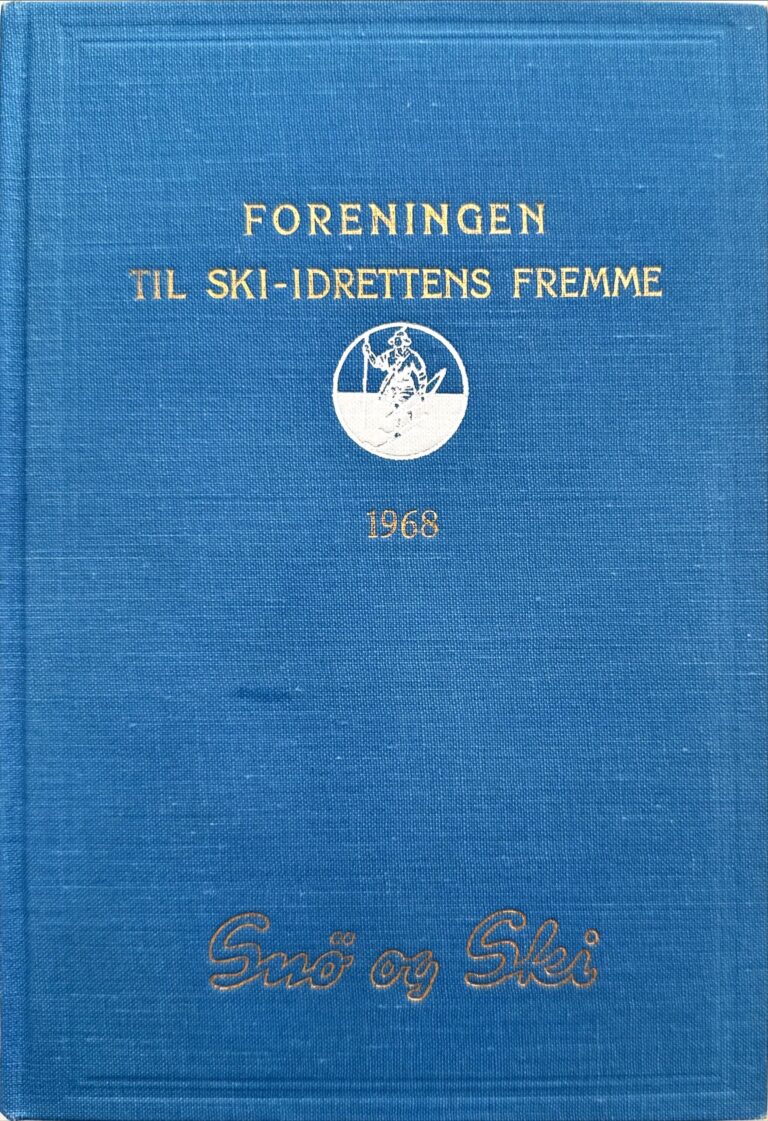 FORENINGEN
TIL SKI-IDRETTENS FREMME
1968
Snö og Ski